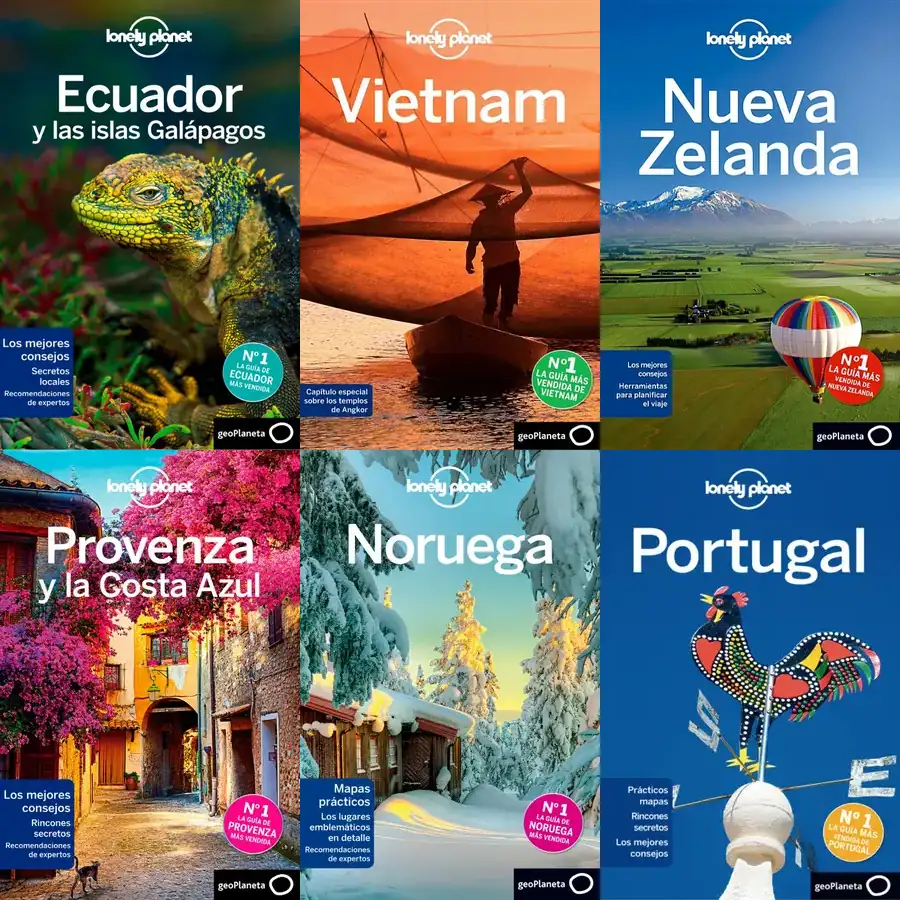 lonely planet
Ecuador
y las islas Galápagos
Los mejores
consejos
Secretos
locales
Recomendaciones
de expertos
Nº 1
LA GUÍA DE
ECUADOR
MÁS VENDIDA
geoPlaneta
lonely planet
Vietnam
Capítulo especial
sobre los templos
de Angkor
Nº1
LA GUÍA MÁS
VENDIDA DE
VIETNAM
geoPlaneta
lonely planet
Nueva
Zelanda
Los mejores
consejos
Herramientas
para planificar
el viaje
Nº1
LA GUÍA MÁS
VENDIDA DE
NUEVA ZELANDA
geoPlaneta
lonely planet
Provenza
y la Costa Azul
Los mejores
consejos
Rincones
secretos
Recomendaciones
de expertos
Nº1
LA GUÍA DE
PROVENZA
MÁS VENDIDA
geoPlaneta
lonely planet
Noruega
Mapas
prácticos
Los lugares
emblemáticos
en detalle
Recomendaciones
de expertos
Nº1
LA GUÍA DE
NORUEGA
MÁS VENDIDA
geoPlaneta
lonely planet
Portugal
S
E
Prácticos
mapas
Rincones
secretos
Los mejores
consejos
Nº 1
LA GUÍA MÁS
VENDIDA DE
PORTUGAL
geoPlaneta